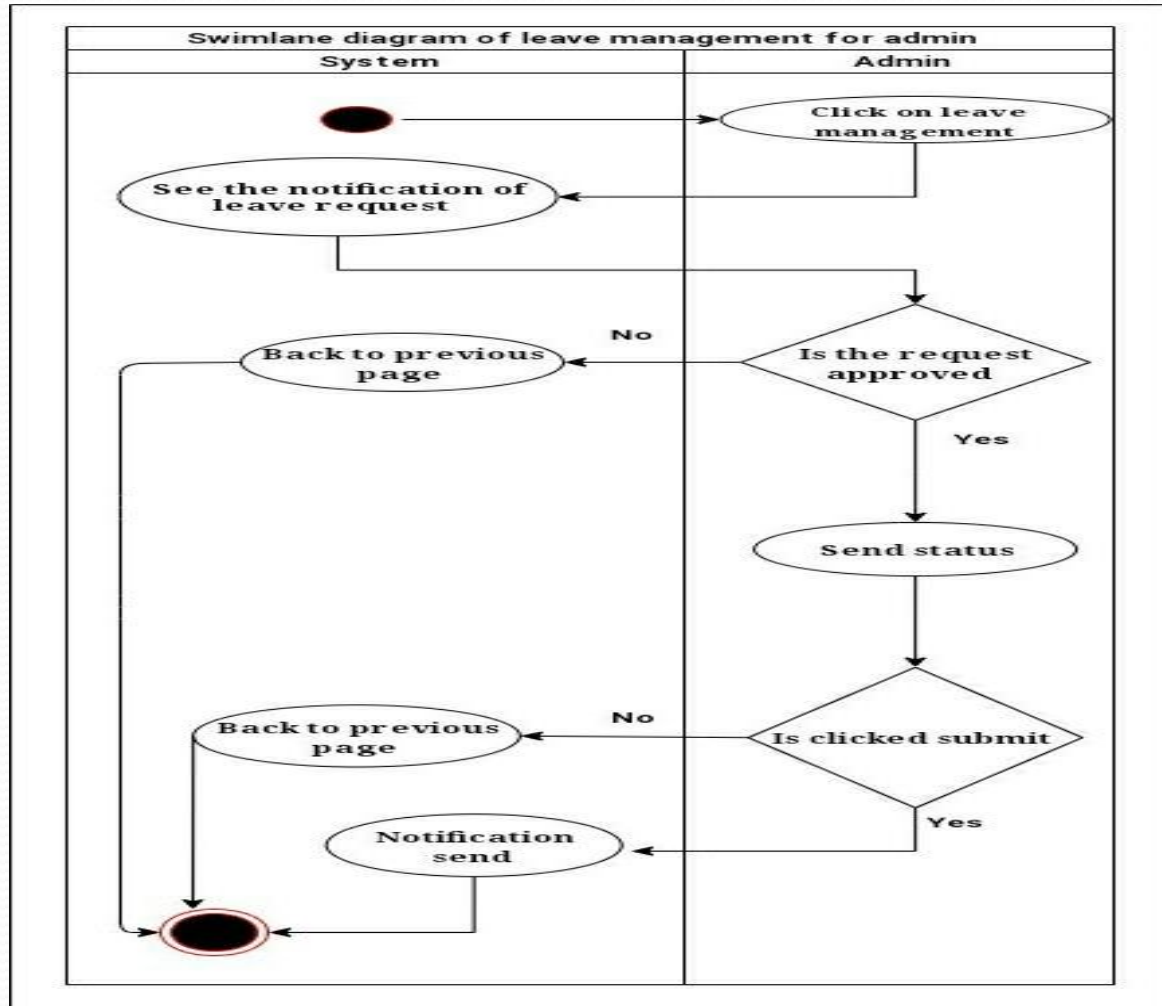 Swimlane diagram of leave management for admin
System
Admin
Click on leave
management
See the notification of
leave request
No
Back to previous
page
Is the request
approved
Yes
Send status
No
Back to previous
page
Is clicked submit
Yes
Notification
send